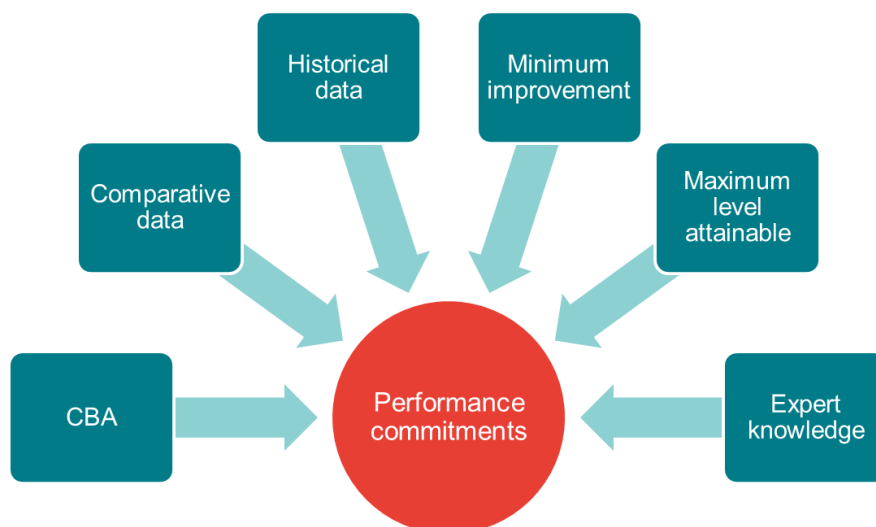 Historical
data
Minimum
improvement
Comparative
data
Maximum
level
attainable
CBA
Performance
commitments
Expert
knowledge